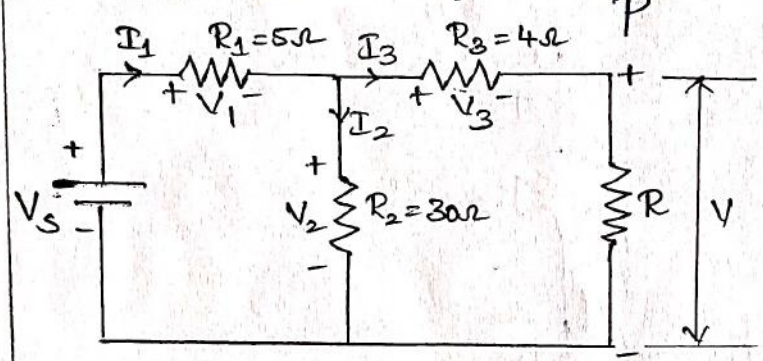 P
I₁ R₁=5Ω I₃ R₃=4Ω
+ V₁ - + V₃ - +
I₂
+ +
Vs V₂ R₂=30Ω R V
- -
-